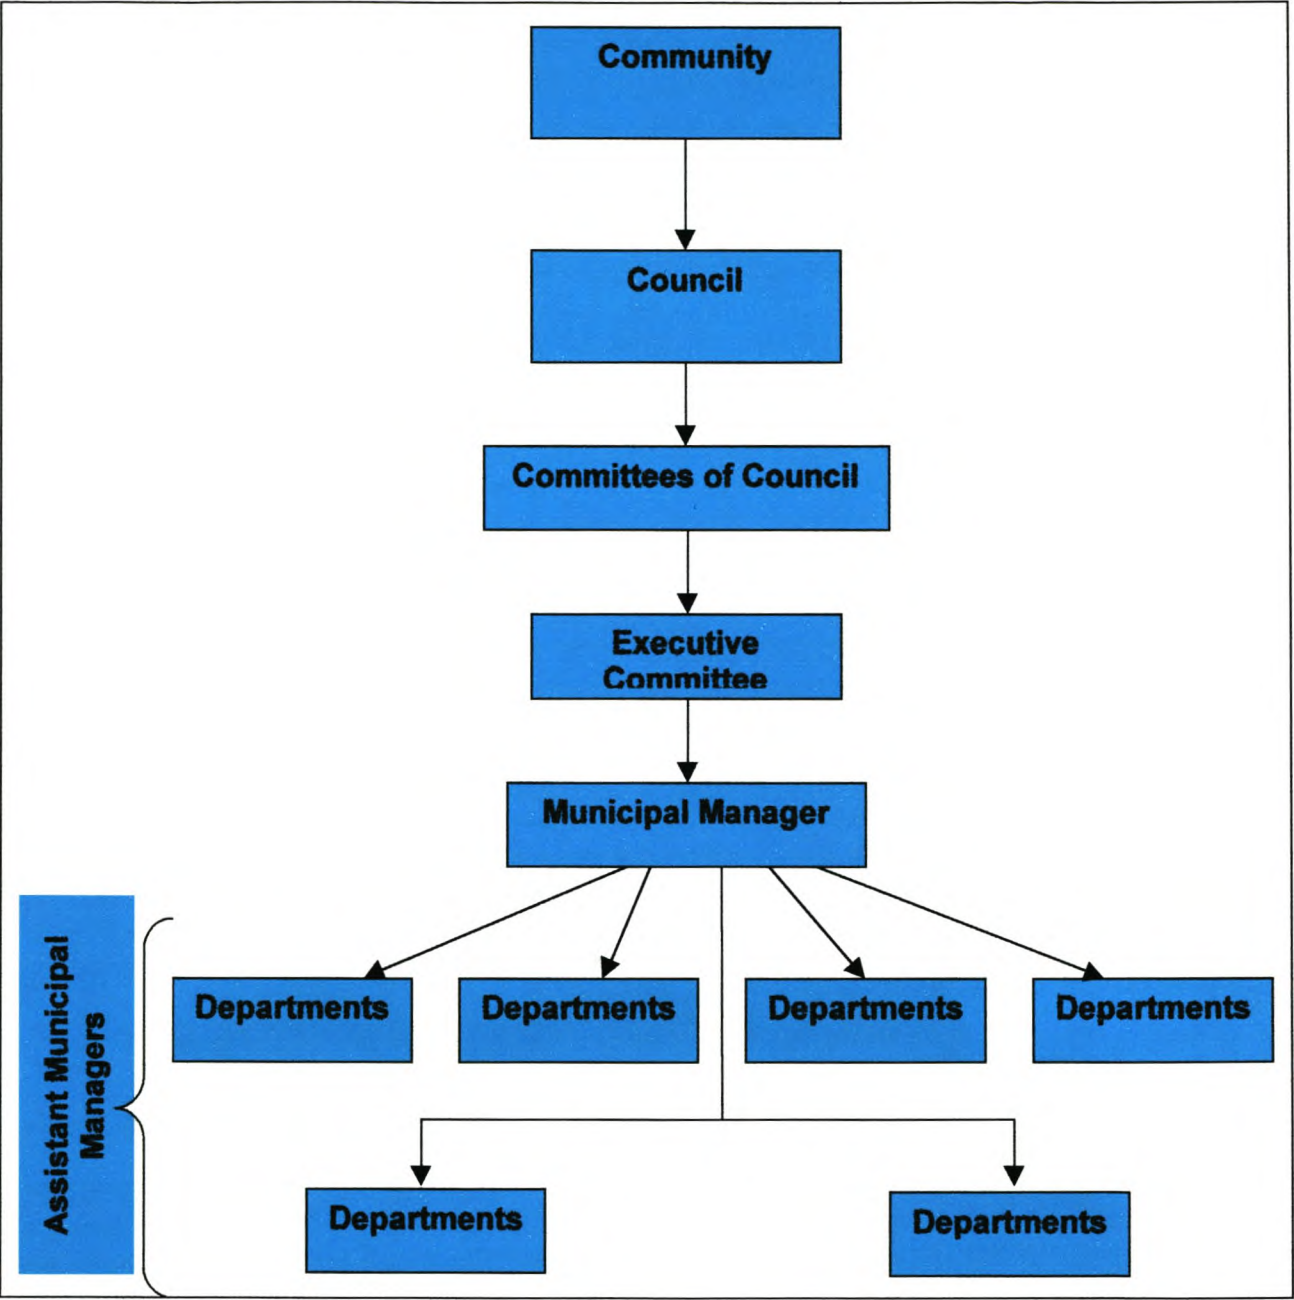 Community
Council
Committees of Council
Executive
Committee
Municipal Manager
Assistant Municipal
Managers
Departments
Departments
Departments
Departments
Departments
Departments